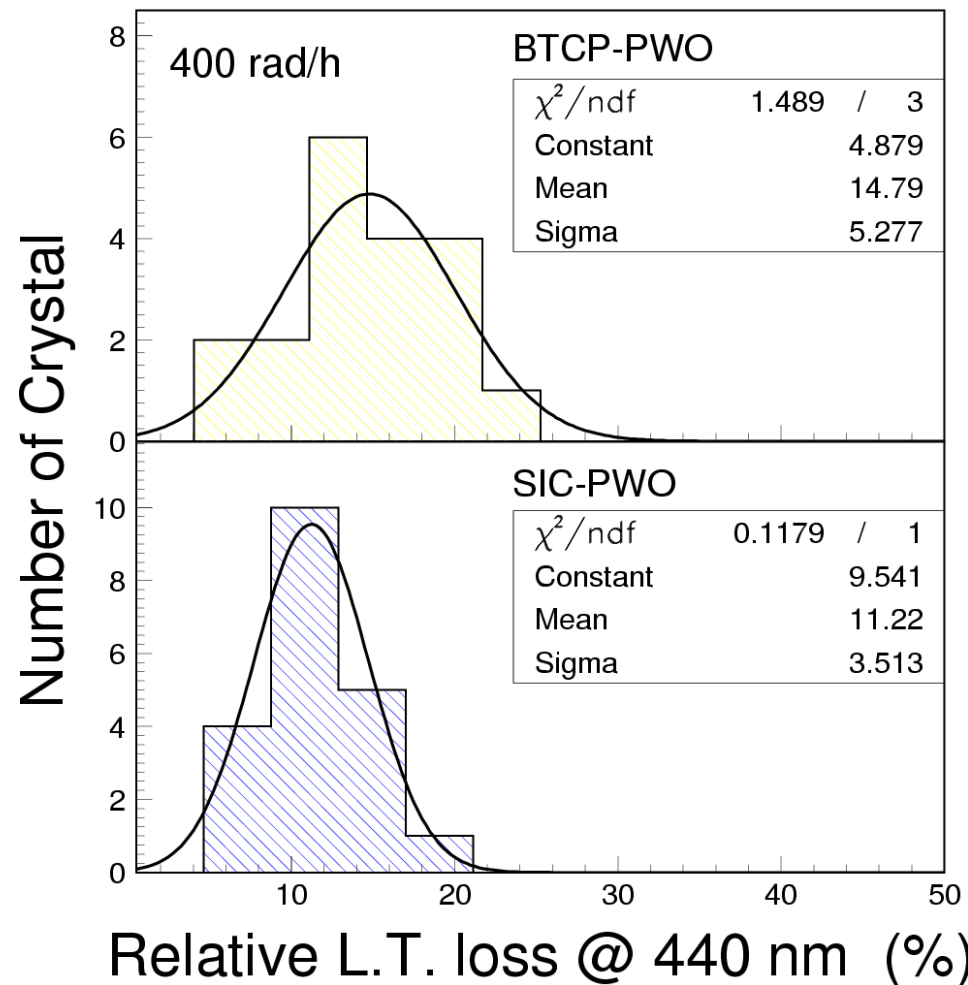 400 rad/h
BTCP-PWO
χ²/ndf 1.489 / 3
Constant 4.879
Mean 14.79
Sigma 5.277
8
6
4
2
0
Number of Crystal
SIC-PWO
χ²/ndf 0.1179 / 1
Constant 9.541
Mean 11.22
Sigma 3.513
10
8
6
4
2
0
10 20 30 40 50
Relative L.T. loss @ 440 nm (%)